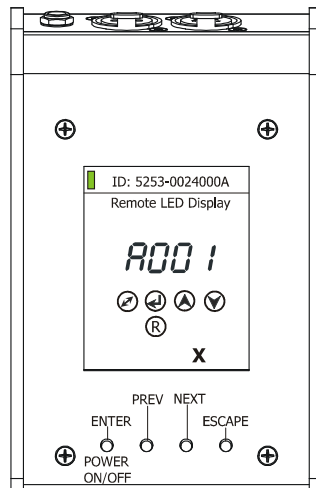 ID: 5253-0024000A
Remote LED Display
A001
R
X
PREV NEXT
ENTER ESCAPE
POWER
ON/OFF